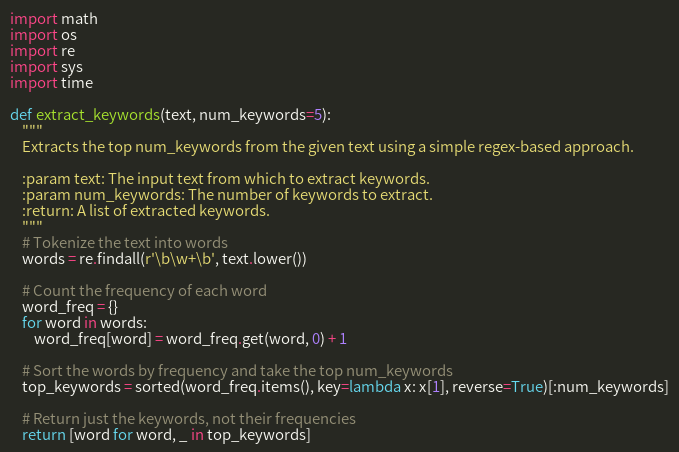 import math
import os
import re
import sys
import time

def extract_keywords(text, num_keywords=5):
    """
    Extracts the top num_keywords from the given text using a simple regex-based approach.

    :param text: The input text from which to extract keywords.
    :param num_keywords: The number of keywords to extract.
    :return: A list of extracted keywords.
    """
    # Tokenize the text into words
    words = re.findall(r'\b\w+\b', text.lower())

    # Count the frequency of each word
    word_freq = {}
    for word in words:
        word_freq[word] = word_freq.get(word, 0) + 1

    # Sort the words by frequency and take the top num_keywords
    top_keywords = sorted(word_freq.items(), key=lambda x: x[1], reverse=True)[:num_keywords]

    # Return just the keywords, not their frequencies
    return [word for word, _ in top_keywords]